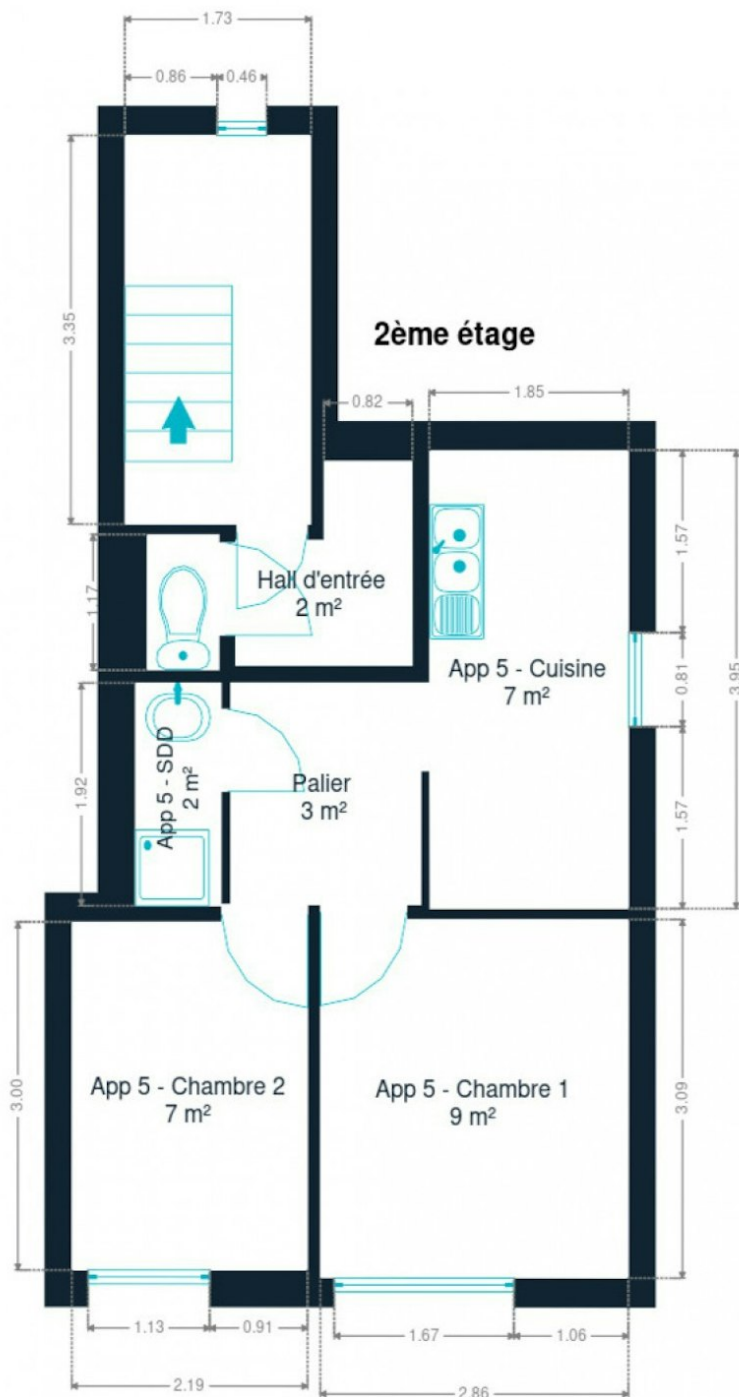 1.73
0.86
0.46
3.35
2ème étage
0.82
1.85
1.57
1.17
Hall d'entrée
2 m²
App 5 - Cuisine
7 m²
0.81
3.95
1.92
App 5 - SDD
2 m²
Palier
3 m²
1.57
3.00
App 5 - Chambre 2
7 m²
App 5 - Chambre 1
9 m²
3.09
1.13
0.91
1.67
1.06
2.19
2.86